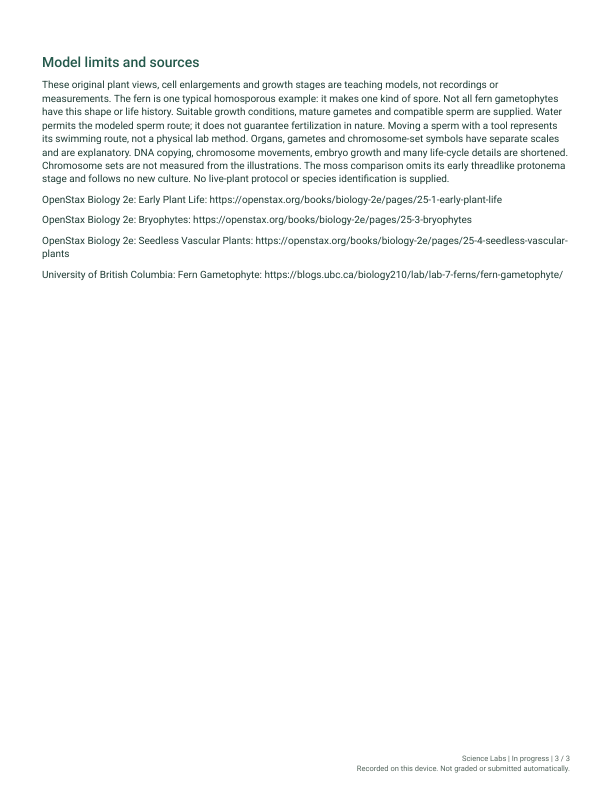 Model limits and sources
These original plant views, cell enlargements and growth stages are teaching models, not recordings or
measurements. The fern is one typical homosporous example: it makes one kind of spore. Not all fern gametophytes
have this shape or life history. Suitable growth conditions, mature gametes and compatible sperm are supplied. Water
permits the modeled sperm route; it does not guarantee fertilization in nature. Moving a sperm with a tool represents
its swimming route, not a physical lab method. Organs, gametes and chromosome-set symbols have separate scales
and are explanatory. DNA copying, chromosome movements, embryo growth and many life-cycle details are shortened.
Chromosome sets are not measured from the illustrations. The moss comparison omits its early threadlike protonema
stage and follows no new culture. No live-plant protocol or species identification is supplied.
OpenStax Biology 2e: Early Plant Life: https://openstax.org/books/biology-2e/pages/25-1-early-plant-life
OpenStax Biology 2e: Bryophytes: https://openstax.org/books/biology-2e/pages/25-3-bryophytes
OpenStax Biology 2e: Seedless Vascular Plants: https://openstax.org/books/biology-2e/pages/25-4-seedless-vascular-
plants
University of British Columbia: Fern Gametophyte: https://blogs.ubc.ca/biology210/lab/lab-7-ferns/fern-gametophyte/
Science Labs | In progress | 3 / 3
Recorded on this device. Not graded or submitted automatically.